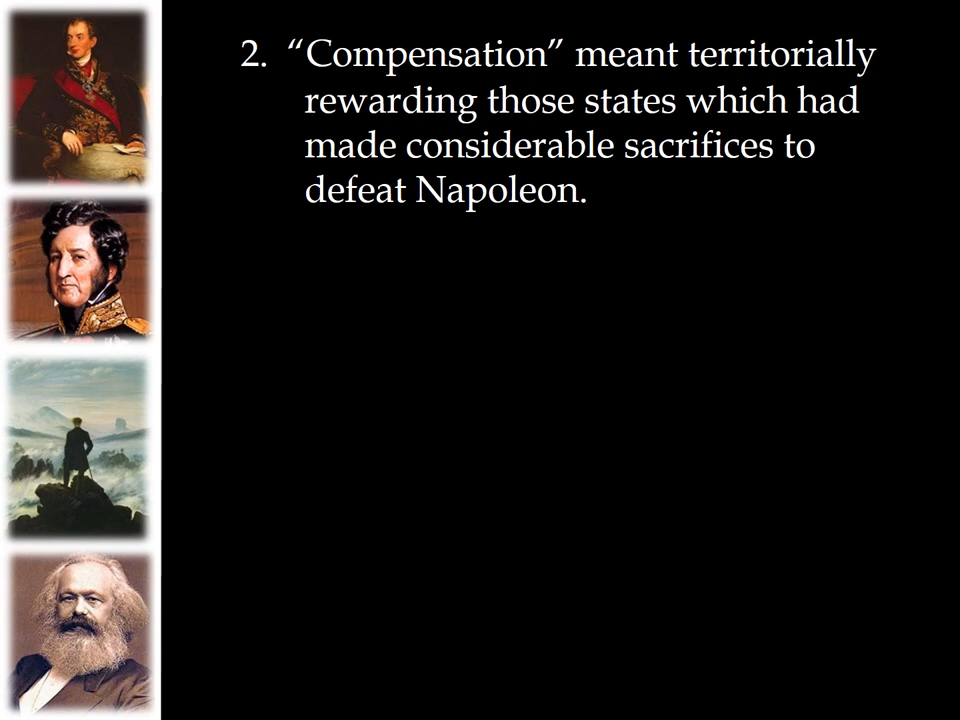 2. “Compensation” meant territorially
rewarding those states which had
made considerable sacrifices to
defeat Napoleon.